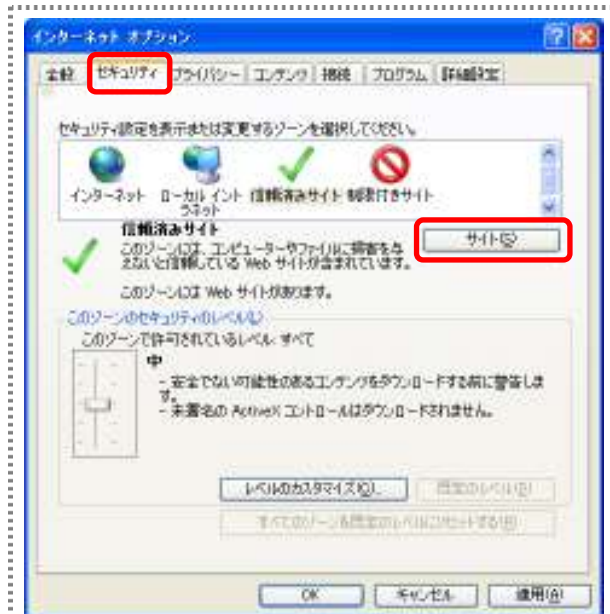 インターネット オプション
全般 セキュリティ プライバシー コンテンツ 接続 プログラム 詳細設定
セキュリティ設定を表示または変更するゾーンを選択してください。
インターネット ローカル イント 信頼済みサイト 制限付きサイト
ラネット
信頼済みサイト
サイト(S)
このゾーンには、コンピューターやファイルに損害を与
えないと信頼している Web サイトが含まれています。
このゾーンには Web サイトがあります。
このゾーンのセキュリティのレベル(L)
このゾーンで許可されているレベル: すべて
中
- 安全でない可能性のあるコンテンツをダウンロードする前に警告しま
す。
- 未署名の ActiveX コントロールはダウンロードされません。
レベルのカスタマイズ(C)... 既定のレベル(D)
すべてのゾーンを既定のレベルにリセットする(R)
OK キャンセル 適用(A)